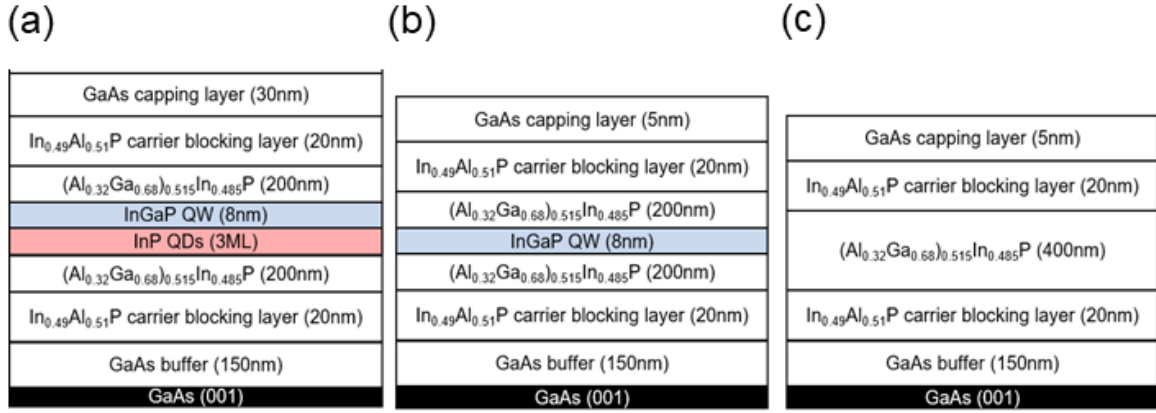 (a)
GaAs capping layer (30nm)
In₀.₄₉Al₀.₅₁P carrier blocking layer (20nm)
(Al₀.₃₂Ga₀.₆₈)₀.₅₁₅In₀.₄₈₅P (200nm)
InGaP QW (8nm)
InP QDs (3ML)
(Al₀.₃₂Ga₀.₆₈)₀.₅₁₅In₀.₄₈₅P (200nm)
In₀.₄₉Al₀.₅₁P carrier blocking layer (20nm)
GaAs buffer (150nm)
GaAs (001)
(b)
GaAs capping layer (5nm)
In₀.₄₉Al₀.₅₁P carrier blocking layer (20nm)
(Al₀.₃₂Ga₀.₆₈)₀.₅₁₅In₀.₄₈₅P (200nm)
InGaP QW (8nm)
(Al₀.₃₂Ga₀.₆₈)₀.₅₁₅In₀.₄₈₅P (200nm)
In₀.₄₉Al₀.₅₁P carrier blocking layer (20nm)
GaAs buffer (150nm)
GaAs (001)
(c)
GaAs capping layer (5nm)
In₀.₄₉Al₀.₅₁P carrier blocking layer (20nm)
(Al₀.₃₂Ga₀.₆₈)₀.₅₁₅In₀.₄₈₅P (400nm)
In₀.₄₉Al₀.₅₁P carrier blocking layer (20nm)
GaAs buffer (150nm)
GaAs (001)